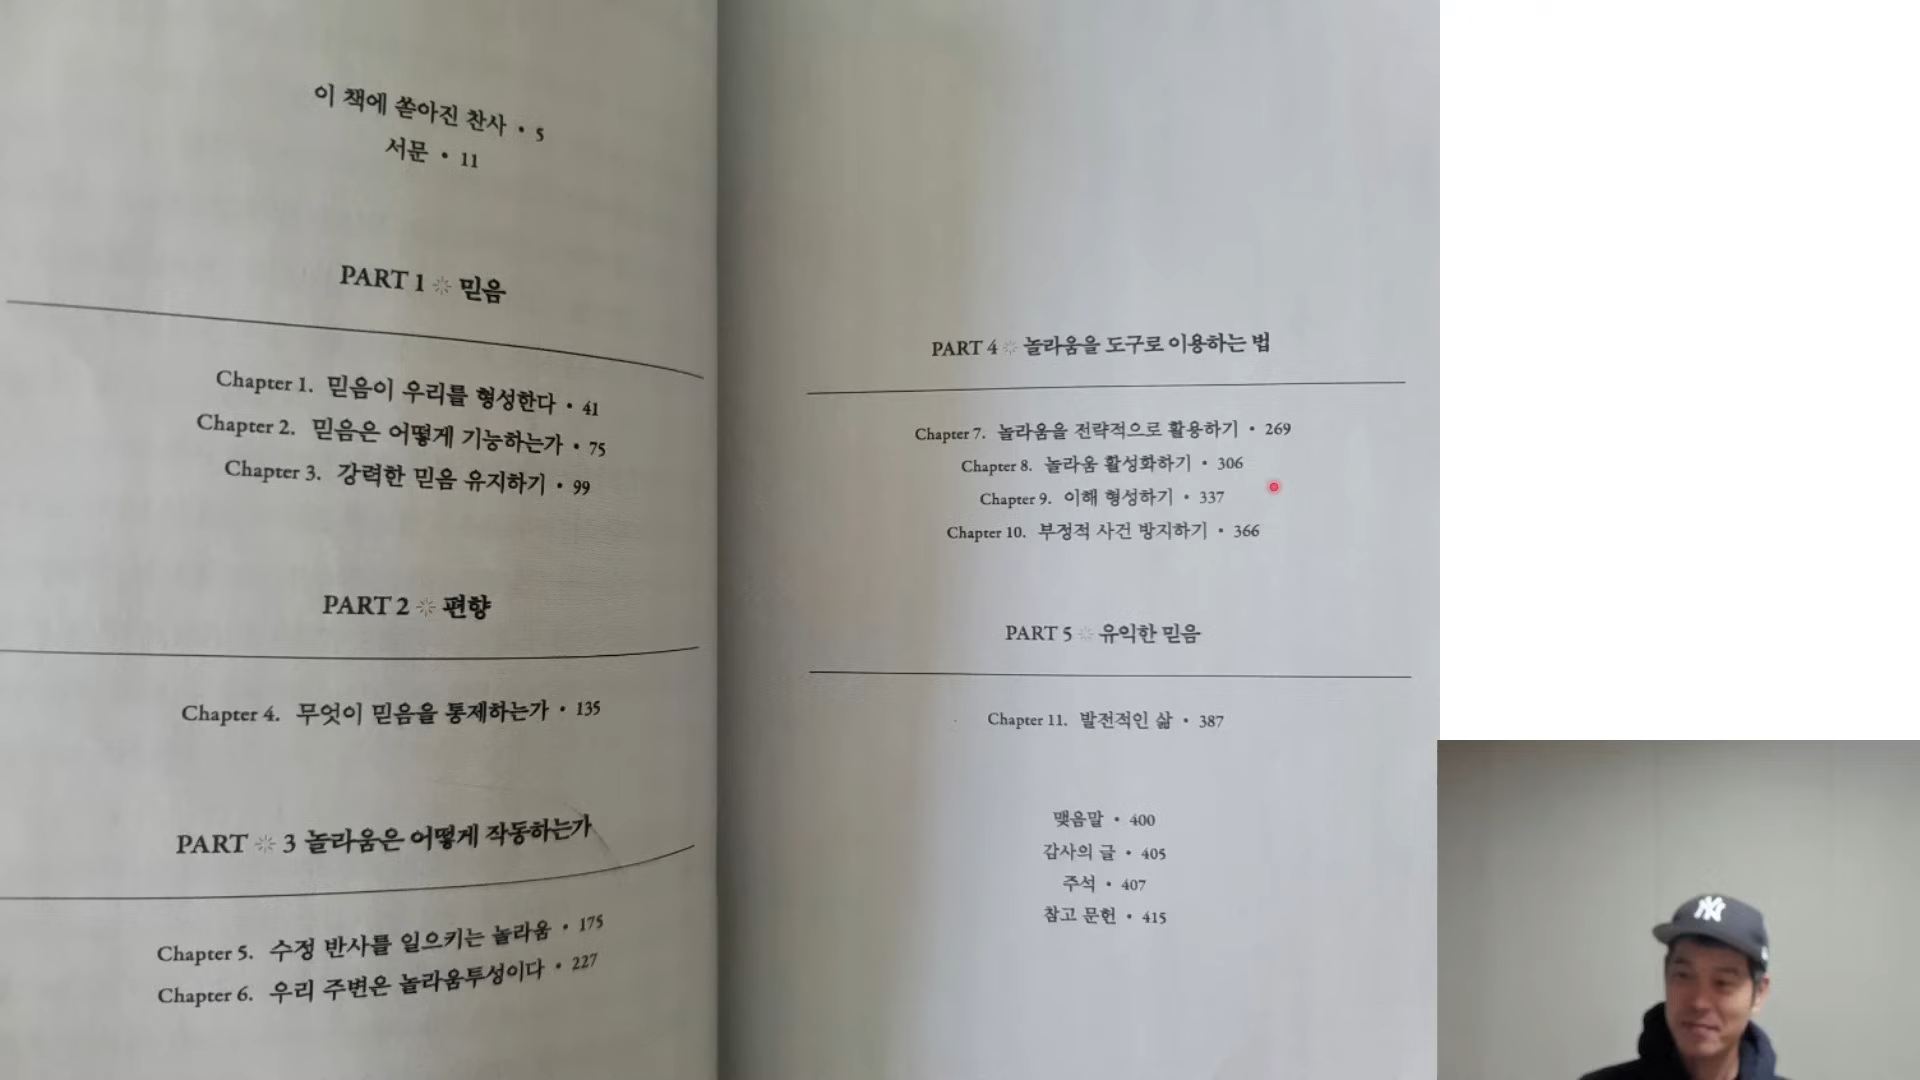 이 책에 쏟아진 찬사 • 5
서문 • 11
PART 1 믿음
Chapter 1. 믿음이 우리를 형성한다 • 41
Chapter 2. 믿음은 어떻게 기능하는가 • 75
Chapter 3. 강력한 믿음 유지하기 • 99
PART 2 편향
Chapter 4. 무엇이 믿음을 통제하는가 • 135
PART 3 놀라움은 어떻게 작동하는가
Chapter 5. 수정 반사를 일으키는 놀라움 • 175
Chapter 6. 우리 주변은 놀라움투성이다 • 227
PART 4 놀라움을 도구로 이용하는 법
Chapter 7. 놀라움을 전략적으로 활용하기 • 269
Chapter 8. 놀라움 활성화하기 • 306
Chapter 9. 이해 형성하기 • 337
Chapter 10. 부정적 사건 방지하기 • 366
PART 5 유익한 믿음
Chapter 11. 발전적인 삶 • 387
맺음말 • 400
감사의 글 • 405
주석 • 407
참고 문헌 • 415
NY